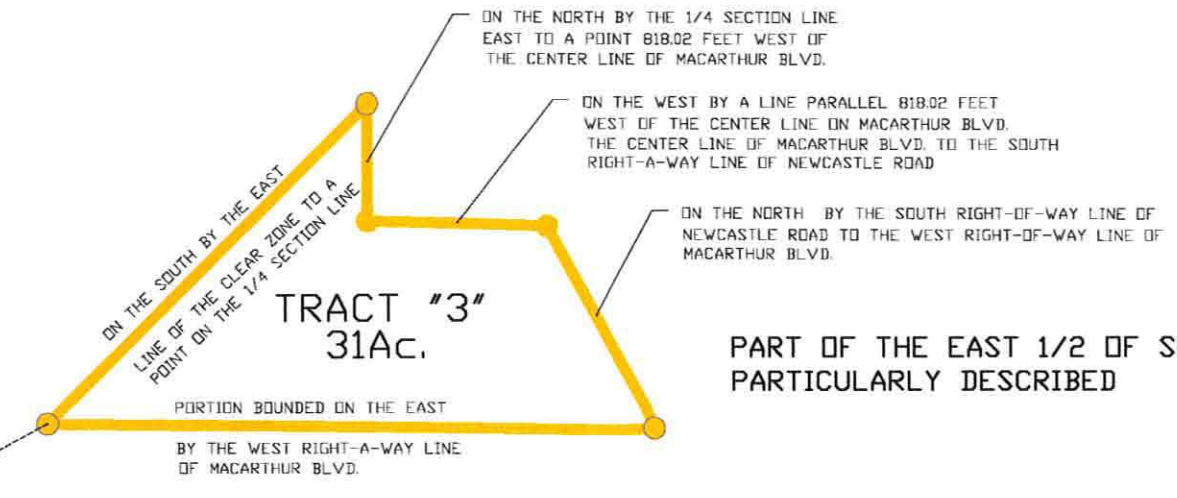 ON THE NORTH BY THE 1/4 SECTION LINE
EAST TO A POINT 818.02 FEET WEST OF
THE CENTER LINE OF MACARTHUR BLVD.
ON THE WEST BY A LINE PARALLEL 818.02 FEET
WEST OF THE CENTER LINE ON MACARTHUR BLVD.
THE CENTER LINE OF MACARTHUR BLVD. TO THE SOUTH
RIGHT-A-WAY LINE OF NEWCASTLE ROAD
ON THE NORTH BY THE SOUTH RIGHT-OF-WAY LINE OF
NEWCASTLE ROAD TO THE WEST RIGHT-OF-WAY LINE OF
MACARTHUR BLVD.
ON THE SOUTH BY THE EAST
LINE OF THE CLEAR ZONE TO A
POINT ON THE 1/4 SECTION LINE
TRACT "3"
31Ac.
PART OF THE EAST 1/2 OF S
PARTICULARLY DESCRIBED
PORTION BOUNDED ON THE EAST
BY THE WEST RIGHT-A-WAY LINE
OF MACARTHUR BLVD.